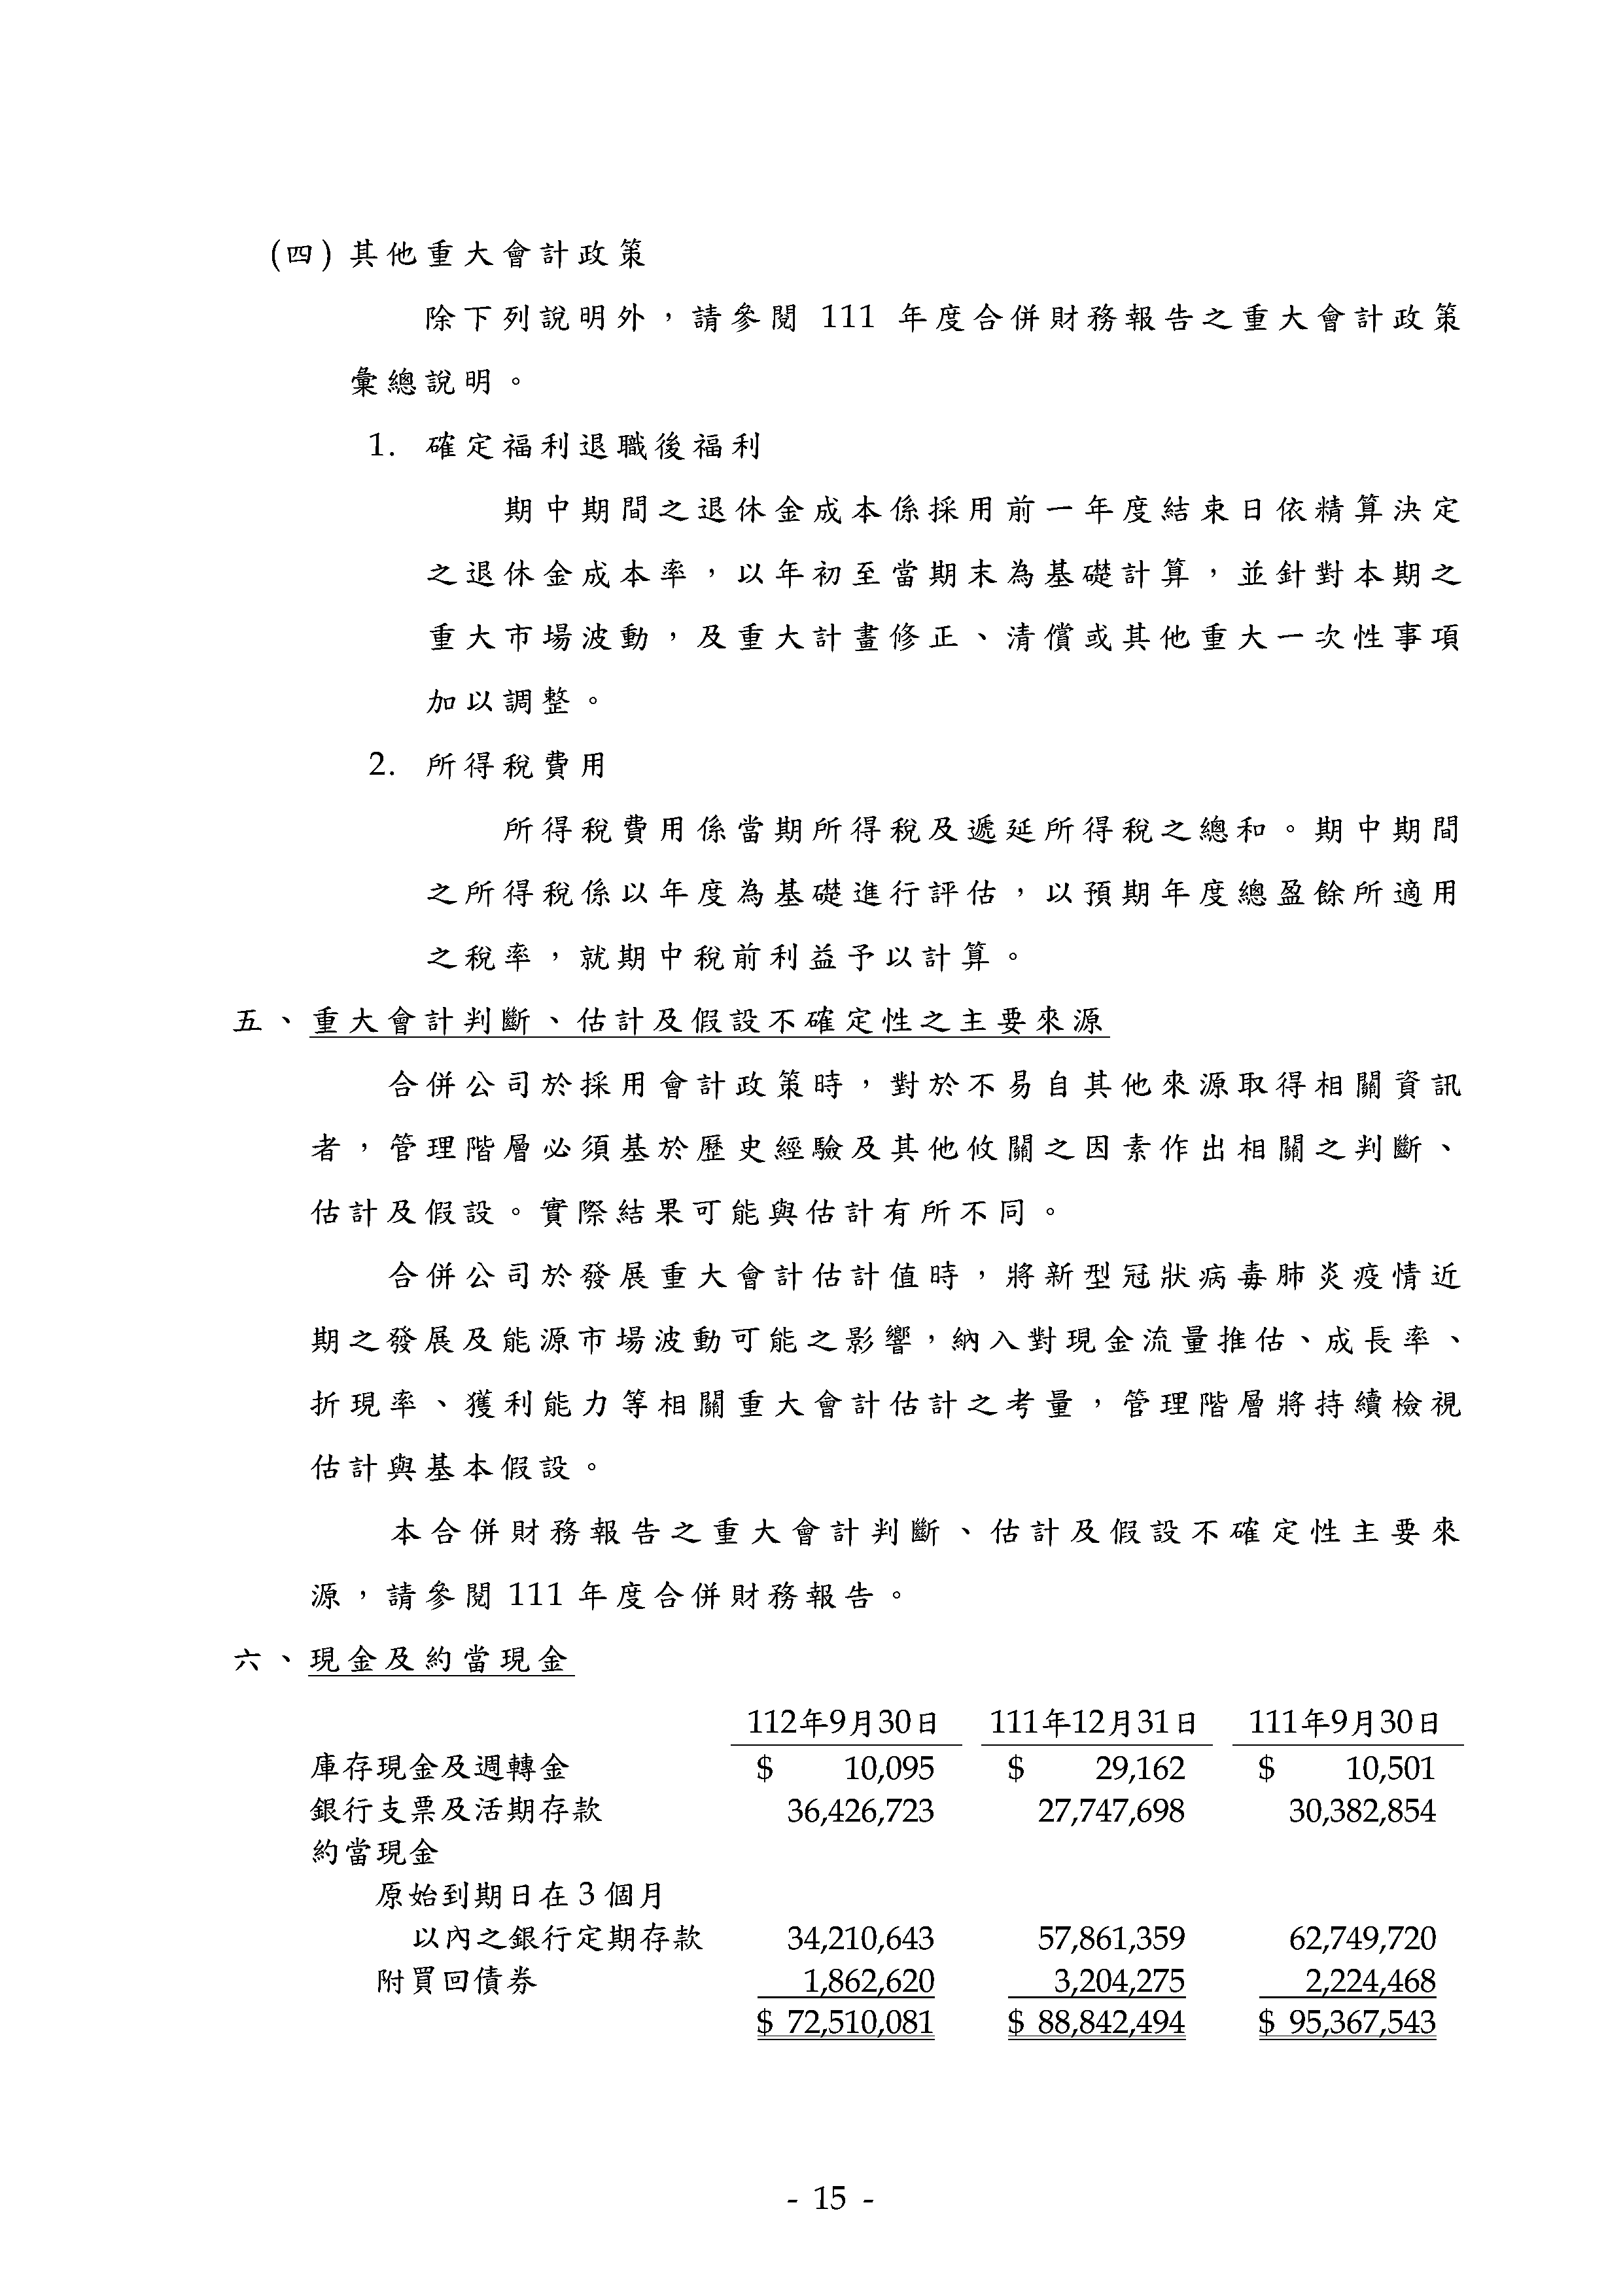 (四) 其他重大會計政策
除下列說明外，請參閱 111 年度合併財務報告之重大會計政策
彙總說明。
1. 確定福利退職後福利
期中期間之退休金成本係採用前一年度結束日依精算決定
之退休金成本率，以年初至當期末為基礎計算，並針對本期之
重大市場波動，及重大計畫修正、清償或其他重大一次性事項
加以調整。
2. 所得稅費用
所得稅費用係當期所得稅及遞延所得稅之總和。期中期間
之所得稅係以年度為基礎進行評估，以預期年度總盈餘所適用
之稅率，就期中稅前利益予以計算。
五、重大會計判斷、估計及假設不確定性之主要來源
合併公司於採用會計政策時，對於不易自其他來源取得相關資訊
者，管理階層必須基於歷史經驗及其他攸關之因素作出相關之判斷、
估計及假設。實際結果可能與估計有所不同。
合併公司於發展重大會計估計值時，將新型冠狀病毒肺炎疫情近
期之發展及能源市場波動可能之影響，納入對現金流量推估、成長率、
折現率、獲利能力等相關重大會計估計之考量，管理階層將持續檢視
估計與基本假設。
本合併財務報告之重大會計判斷、估計及假設不確定性主要來
源，請參閱 111 年度合併財務報告。
六、現金及約當現金
112年9月30日 111年12月31日 111年9月30日
庫存現金及週轉金 $ 10,095 $ 29,162 $ 10,501
銀行支票及活期存款 36,426,723 27,747,698 30,382,854
約當現金
原始到期日在 3 個月
以內之銀行定期存款 34,210,643 57,861,359 62,749,720
附買回債券 1,862,620 3,204,275 2,224,468
$ 72,510,081 $ 88,842,494 $ 95,367,543
- 15 -